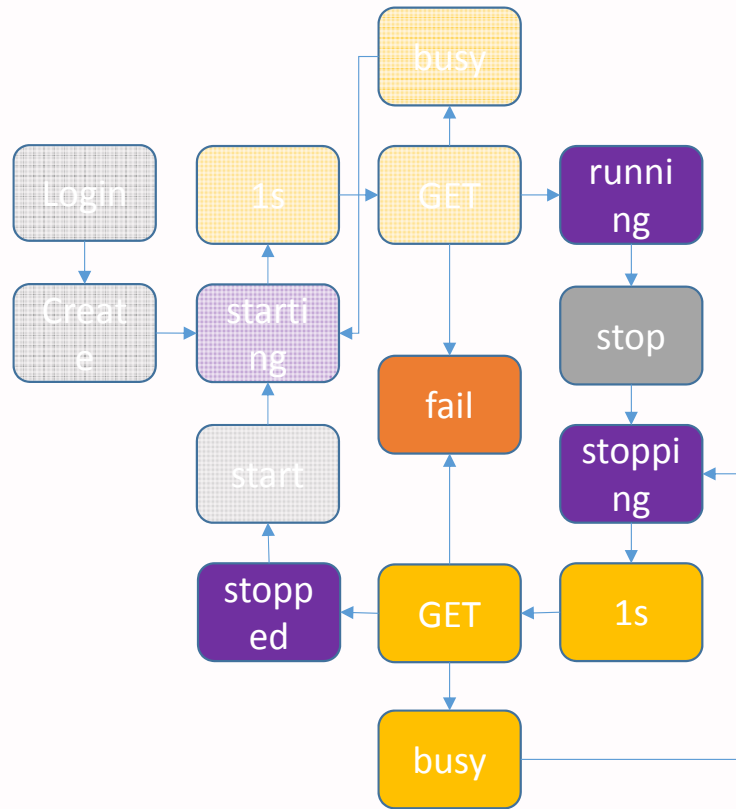 busy
Login
1s
GET
runni
ng
Creat
e
starti
ng
stop
fail
start
stoppi
ng
stopp
ed
GET
1s
busy